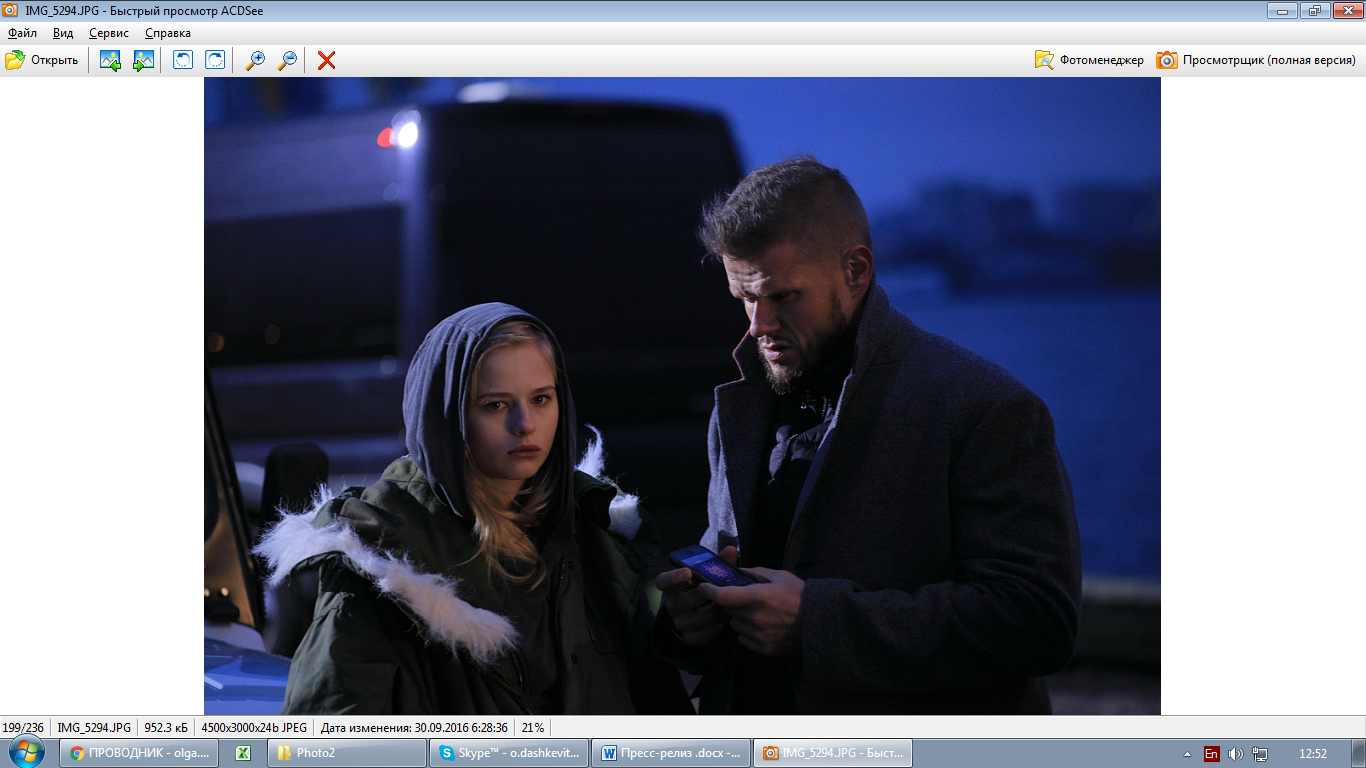 IMG_5294.JPG - Быстрый просмотр ACDSee
Файл Вид Сервис Справка
Открыть
Фотоменеджер Просмотрщик (полная версия)
199/236 IMG_5294.JPG 952.3 кБ 4500x3000x24b JPEG Дата изменения: 30.09.2016 6:28:36 21%
ПРОВОДНИК - olga.... Photo2 Skype™ - o.dashkevit... Пресс-релиз .docx -... IMG_5294.JPG - Быст... En 12:52